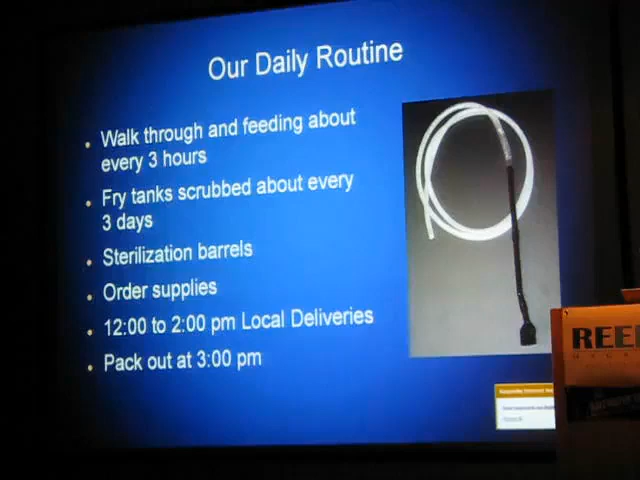 Our Daily Routine
• Walk through and feeding about
every 3 hours
• Fry tanks scrubbed about every
3 days
• Sterilization barrels
• Order supplies
• 12:00 to 2:00 pm Local Deliveries
• Pack out at 3:00 pm
REE